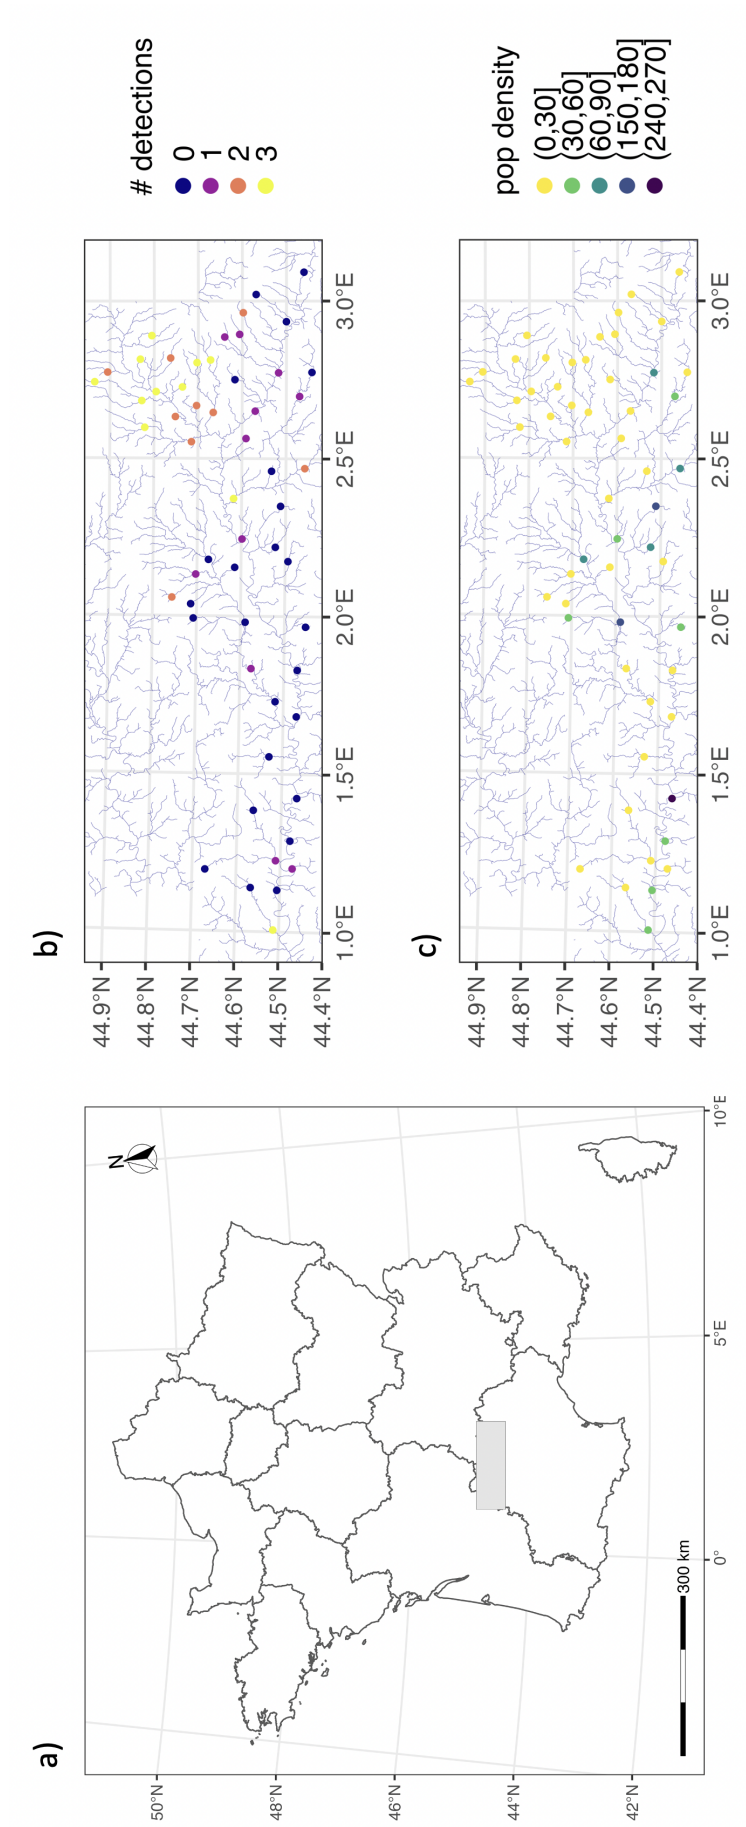 a)
N
50°N
48°N
46°N
44°N
42°N
300 km
0°
5°E
10°E
b)
44.9°N
44.8°N
44.7°N
44.6°N
44.5°N
44.4°N
1.0°E
1.5°E
2.0°E
2.5°E
3.0°E
# detections
0
1
2
3
c)
44.9°N
44.8°N
44.7°N
44.6°N
44.5°N
44.4°N
1.0°E
1.5°E
2.0°E
2.5°E
3.0°E
pop density
(0,30]
(30,60]
(60,90]
(150,180]
(240,270]